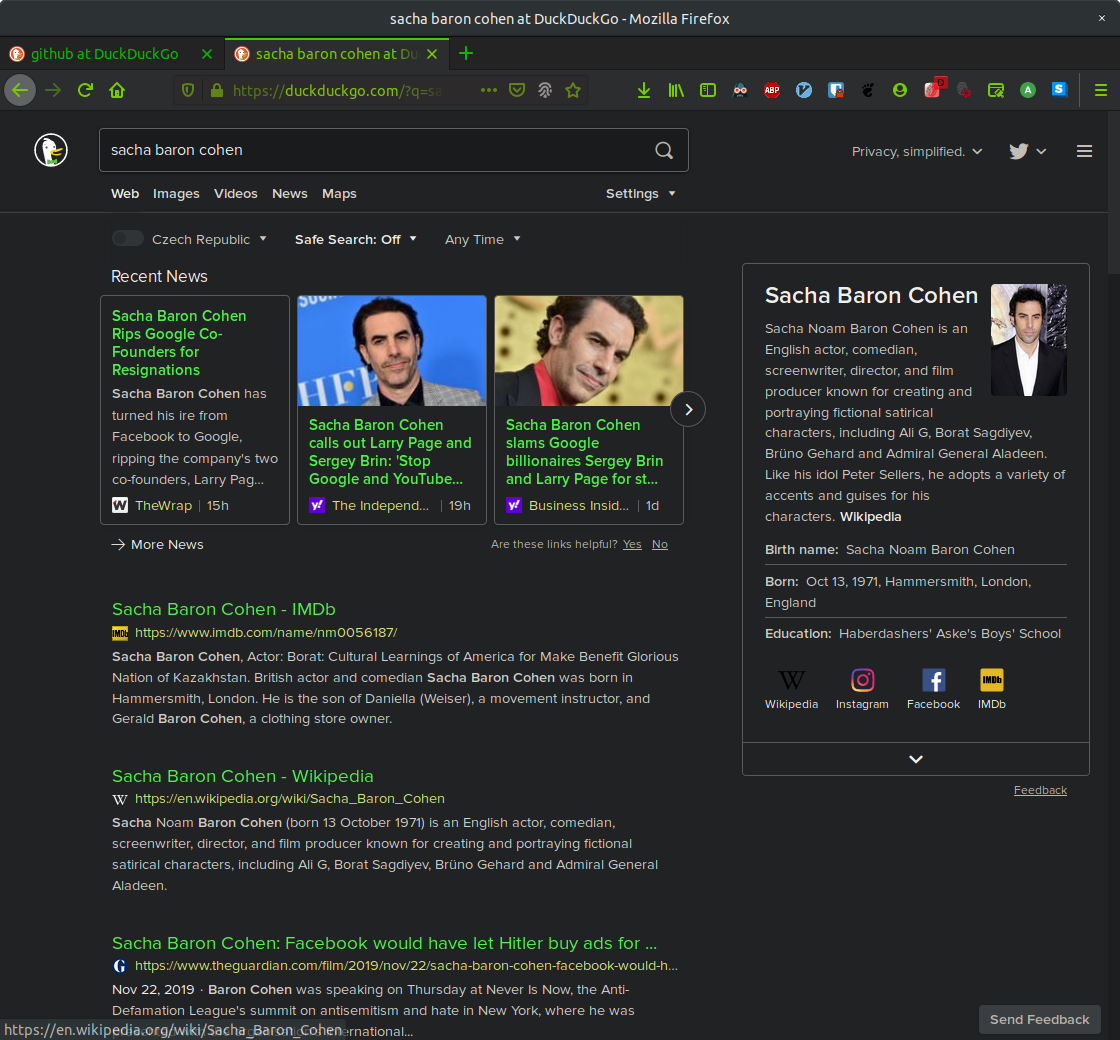 sacha baron cohen at DuckDuckGo - Mozilla Firefox
github at DuckDuckGo
sacha baron cohen at Du
https://duckduckgo.com/?q=sa
ABP
D
A
S
sacha baron cohen
Privacy, simplified.
Web Images Videos News Maps
Settings
Czech Republic
Safe Search: Off
Any Time
Recent News
Sacha Baron Cohen
Rips Google Co-
Founders for
Resignations
Sacha Baron Cohen has
turned his ire from
Facebook to Google,
ripping the company's two
co-founders, Larry Pag...
TheWrap | 15h
Sacha Baron Cohen
calls out Larry Page and
Sergey Brin: 'Stop
Google and YouTube...
The Independ... | 19h
Sacha Baron Cohen
slams Google
billionaires Sergey Brin
and Larry Page for st...
Business Insid... | 1d
More News
Are these links helpful? Yes No
Sacha Baron Cohen - IMDb
IMDb https://www.imdb.com/name/nm0056187/
Sacha Baron Cohen, Actor: Borat: Cultural Learnings of America for Make Benefit Glorious
Nation of Kazakhstan. British actor and comedian Sacha Baron Cohen was born in
Hammersmith, London. He is the son of Daniella (Weiser), a movement instructor, and
Gerald Baron Cohen, a clothing store owner.
Sacha Baron Cohen - Wikipedia
W https://en.wikipedia.org/wiki/Sacha_Baron_Cohen
Sacha Noam Baron Cohen (born 13 October 1971) is an English actor, comedian,
screenwriter, director, and film producer known for creating and portraying fictional
satirical characters, including Ali G, Borat Sagdiyev, Brüno Gehard and Admiral General
Aladeen.
Sacha Baron Cohen: Facebook would have let Hitler buy ads for ...
G https://www.theguardian.com/film/2019/nov/22/sacha-baron-cohen-facebook-would-h...
Nov 22, 2019 · Baron Cohen was speaking on Thursday at Never Is Now, the Anti-
Defamation League's summit on antisemitism and hate in New York, where he was
https://en.wikipedia.org/wiki/Sacha_Baron_Cohen
Sacha Baron Cohen
Sacha Noam Baron Cohen is an
English actor, comedian,
screenwriter, director, and film
producer known for creating and
portraying fictional satirical
characters, including Ali G, Borat Sagdiyev,
Brüno Gehard and Admiral General Aladeen.
Like his idol Peter Sellers, he adopts a variety of
accents and guises for his
characters. Wikipedia
Birth name: Sacha Noam Baron Cohen
Born: Oct 13, 1971, Hammersmith, London,
England
Education: Haberdashers' Aske's Boys' School
Wikipedia Instagram Facebook IMDb
Feedback
Send Feedback